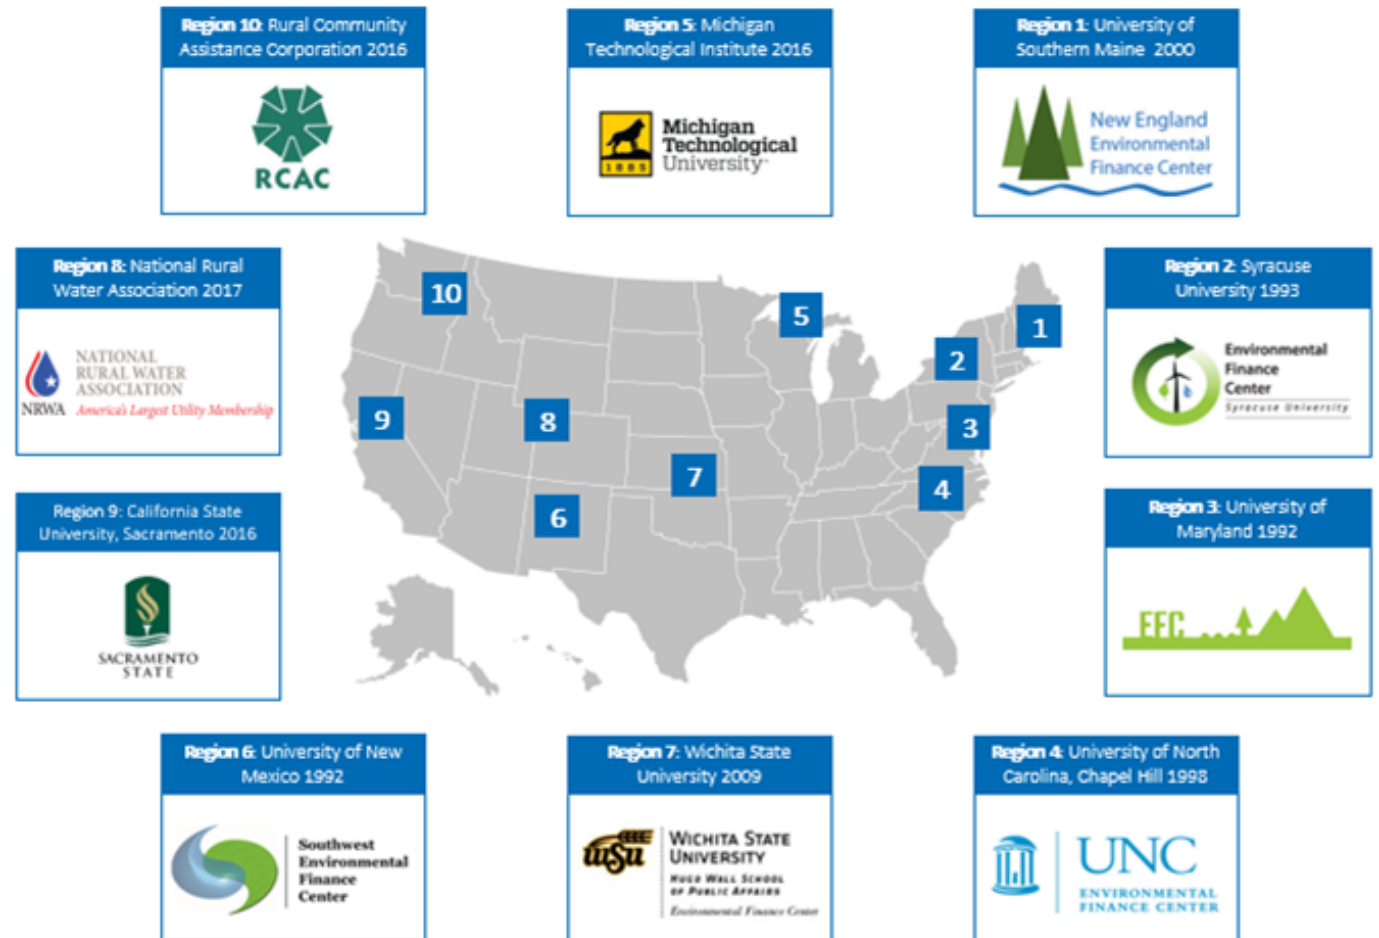 Region 10: Rural Community
Assistance Corporation 2016
RCAC
Region 5: Michigan
Technological Institute 2016
Michigan
Technological
University
1885
Region 1: University of
Southern Maine 2000
New England
Environmental
Finance Center
Region 8: National Rural
Water Association 2017
NATIONAL
RURAL WATER
ASSOCIATION
NRWA
America's Largest Utility Membership
Region 2: Syracuse
University 1993
Environmental
Finance
Center
Syracuse University
Region 9: California State
University, Sacramento 2016
SACRAMENTO
STATE
Region 3: University of
Maryland 1992
EFC
10
5
1
2
9
8
3
7
4
6
Region 6: University of New
Mexico 1992
Southwest
Environmental
Finance
Center
Region 7: Wichita State
University 2009
WSU
WICHITA STATE
UNIVERSITY
HUGO WALL SCHOOL
OF PUBLIC AFFAIRS
Environmental Finance Center
Region 4: University of North
Carolina, Chapel Hill 1998
UNC
ENVIRONMENTAL
FINANCE CENTER